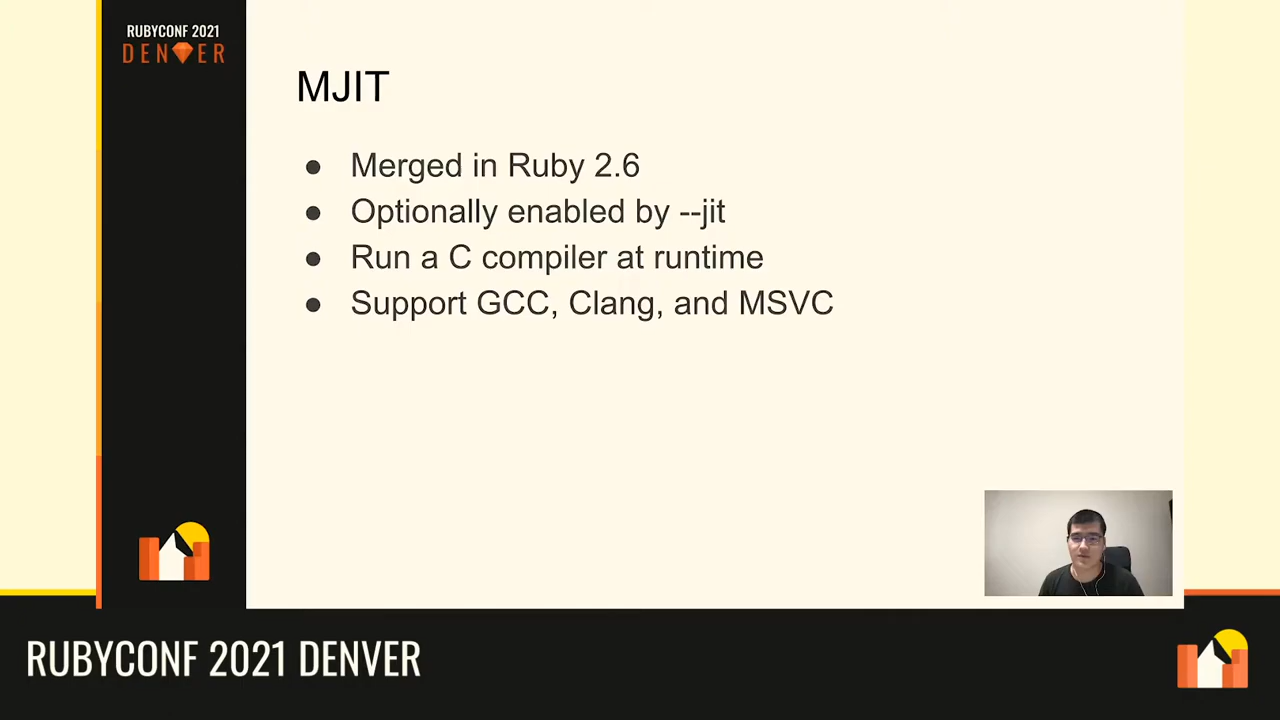 RUBYCONF 2021
DENVER
MJIT
● Merged in Ruby 2.6
● Optionally enabled by --jit
● Run a C compiler at runtime
● Support GCC, Clang, and MSVC
RUBYCONF 2021 DENVER